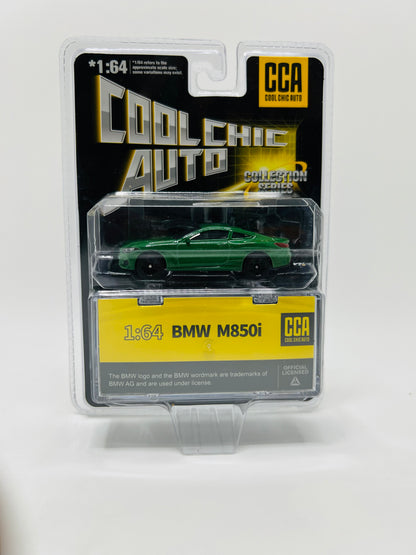 *1:64
*1/64 refers to the
approximate scale size;
some variations may exist.
CCA
COOL CHIC AUTO
COOL CHIC
AUTO
COLLECTION
SERIES
1:64 BMW M850i
CCA
COOL CHIC AUTO
The BMW logo and the BMW wordmark are trademarks of
BMW AG and are used under license.
OFFICIAL
LICENSED